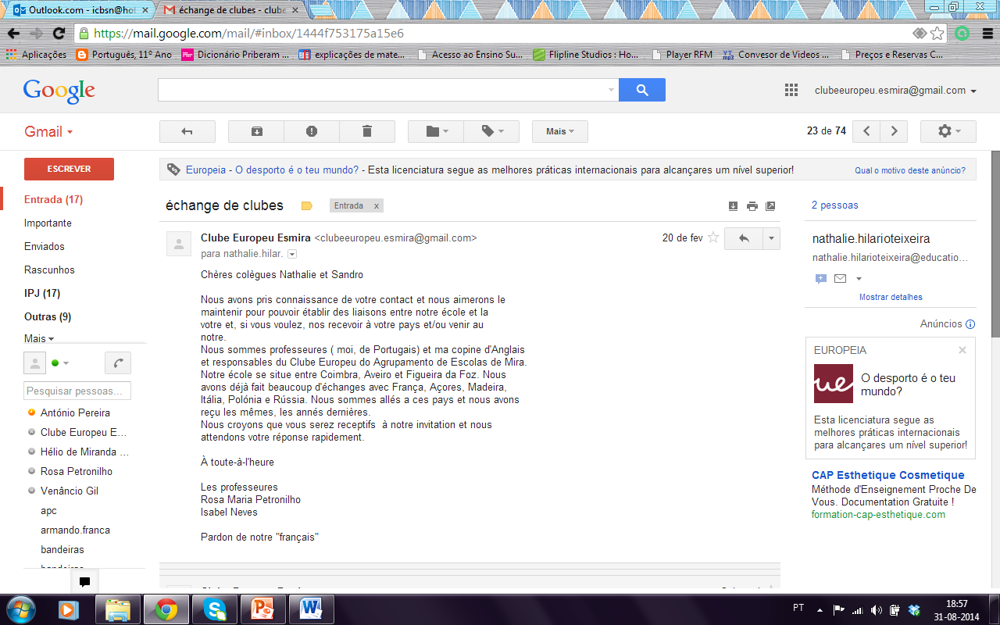 Outlook.com - icbsn@hot
échange de clubes - clube
https://mail.google.com/mail/#inbox/1444f753175a15e6
Aplicações
Português, 11º Ano
Dicionário Priberam ...
explicações de mate...
Acesso ao Ensino Su...
Flipline Studios : Ho...
Player RFM
Convesor de Videos ...
Preços e Reservas C...
Google
clubeeuropeu.esmira@gmail.com
Gmail
Mais
23 de 74
ESCREVER
Entrada (17)
Importante
Enviados
Rascunhos
IPJ (17)
Outras (9)
Mais
Pesquisar pessoas...
António Pereira
Clube Europeu E...
Hélio de Miranda ...
Rosa Petronilho
Venâncio Gil
apc
armando.franca
bandeiras
Europeia - O desporto é o teu mundo? - Esta licenciatura segue as melhores práticas internacionais para alcançares um nível superior!
Qual o motivo deste anúncio?
échange de clubes
Entrada x
Clube Europeu Esmira <clubeeuropeu.esmira@gmail.com>
20 de fev
para nathalie.hilar.
Chères colègues Nathalie et Sandro
Nous avons pris connaissance de votre contact et nous aimerons le
maintenir pour pouvoir établir des liaisons entre notre école et la
votre et, si vous voulez, nos recevoir à votre pays et/ou venir au
notre.
Nous sommes professeures ( moi, de Portugais) et ma copine d'Anglais
et responsables du Clube Europeu do Agrupamento de Escolas de Mira.
Notre école se situe entre Coimbra, Aveiro et Figueira da Foz. Nous
avons déjà fait beaucoup d'échanges avec França, Açores, Madeira,
Itália, Polónia e Rússia. Nous sommes allés a ces pays et nous avons
reçu les mêmes, les annés dernières.
Nous croyons que vous serez receptifs  à notre invitation et nous
attendons votre réponse rapidement.
À toute-à-l'heure
Les professeures
Rosa Maria Petronilho
Isabel Neves
Pardon de notre "français"
2 pessoas
nathalie.hilarioteixeira
nathalie.hilarioteixeira@educatio...
Mostrar detalhes
Anúncios
EUROPEIA
ue
O desporto é o teu
mundo?
Esta licenciatura segue as
melhores práticas internacionais
para alcançares um nível superior!
CAP Esthetique Cosmetique
Méthode d'Enseignement Proche De
Vous. Documentation Gratuite !
formation-cap-esthetique.com
PT
18:57
31-08-2014